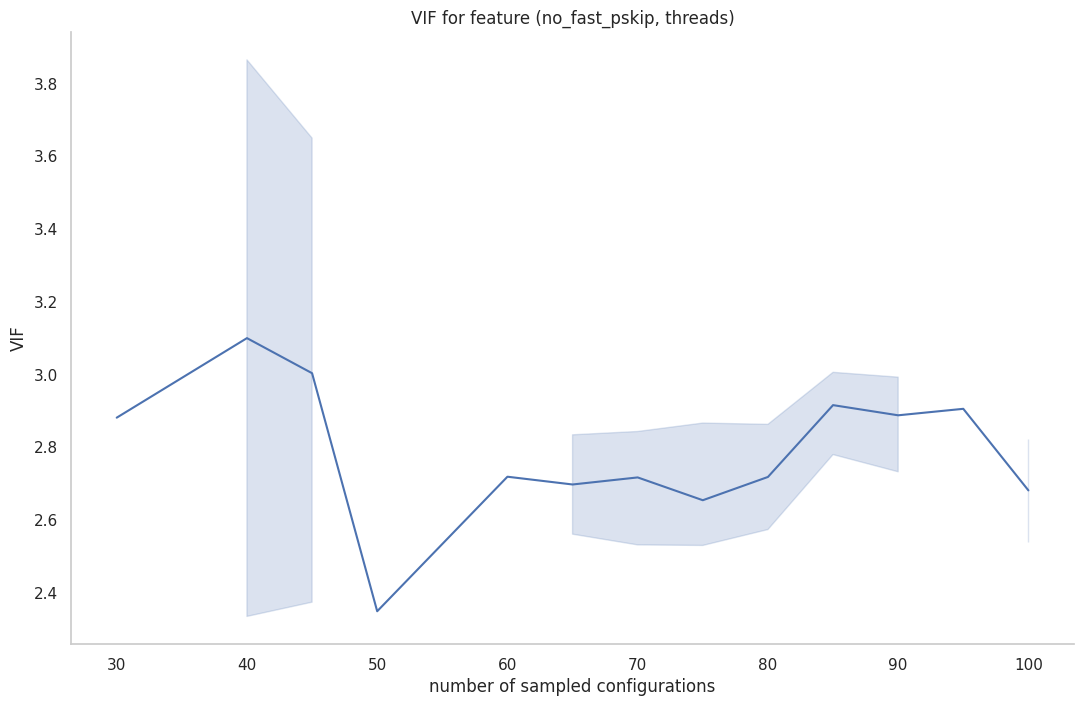 VIF for feature (no_fast_pskip, threads)
3.8
3.6
3.4
3.2
3.0
2.8
2.6
2.4
VIF
30 40 50 60 70 80 90 100
number of sampled configurations